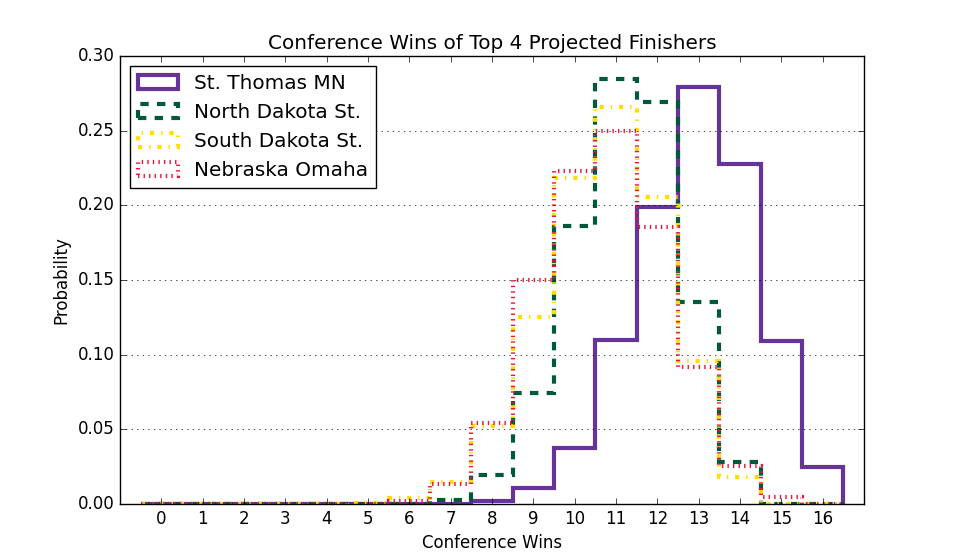 Conference Wins of Top 4 Projected Finishers
St. Thomas MN
North Dakota St.
South Dakota St.
Nebraska Omaha
0.30
0.25
0.20
0.15
0.10
0.05
0.00
Probability
0 1 2 3 4 5 6 7 8 9 10 11 12 13 14 15 16
Conference Wins